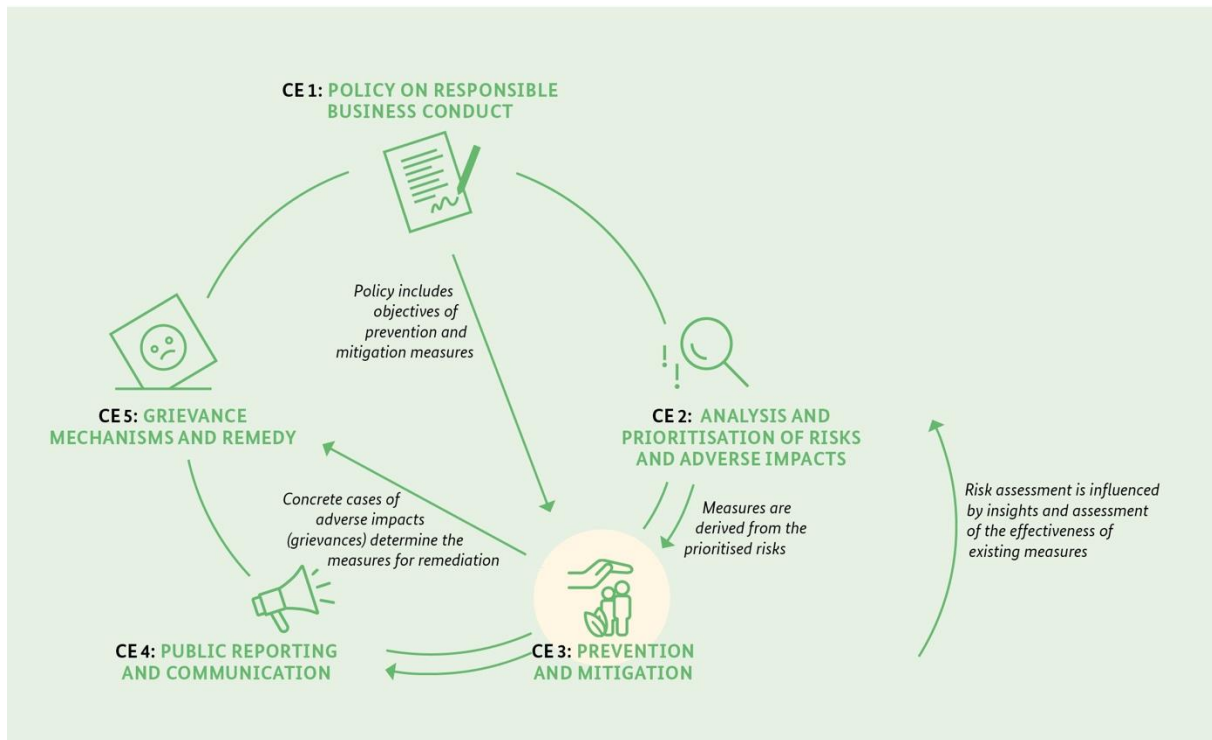 CE 1: POLICY ON RESPONSIBLE
BUSINESS CONDUCT
Policy includes
objectives of
prevention and
mitigation measures
CE 5: GRIEVANCE
MECHANISMS AND REMEDY
CE 2: ANALYSIS AND
PRIORITISATION OF RISKS
AND ADVERSE IMPACTS
Concrete cases of
adverse impacts
(grievances) determine the
measures for remediation
Measures are
derived from the
prioritised risks
Risk assessment is influenced
by insights and assessment
of the effectiveness of
existing measures
CE 4: PUBLIC REPORTING
AND COMMUNICATION
CE 3: PREVENTION
AND MITIGATION